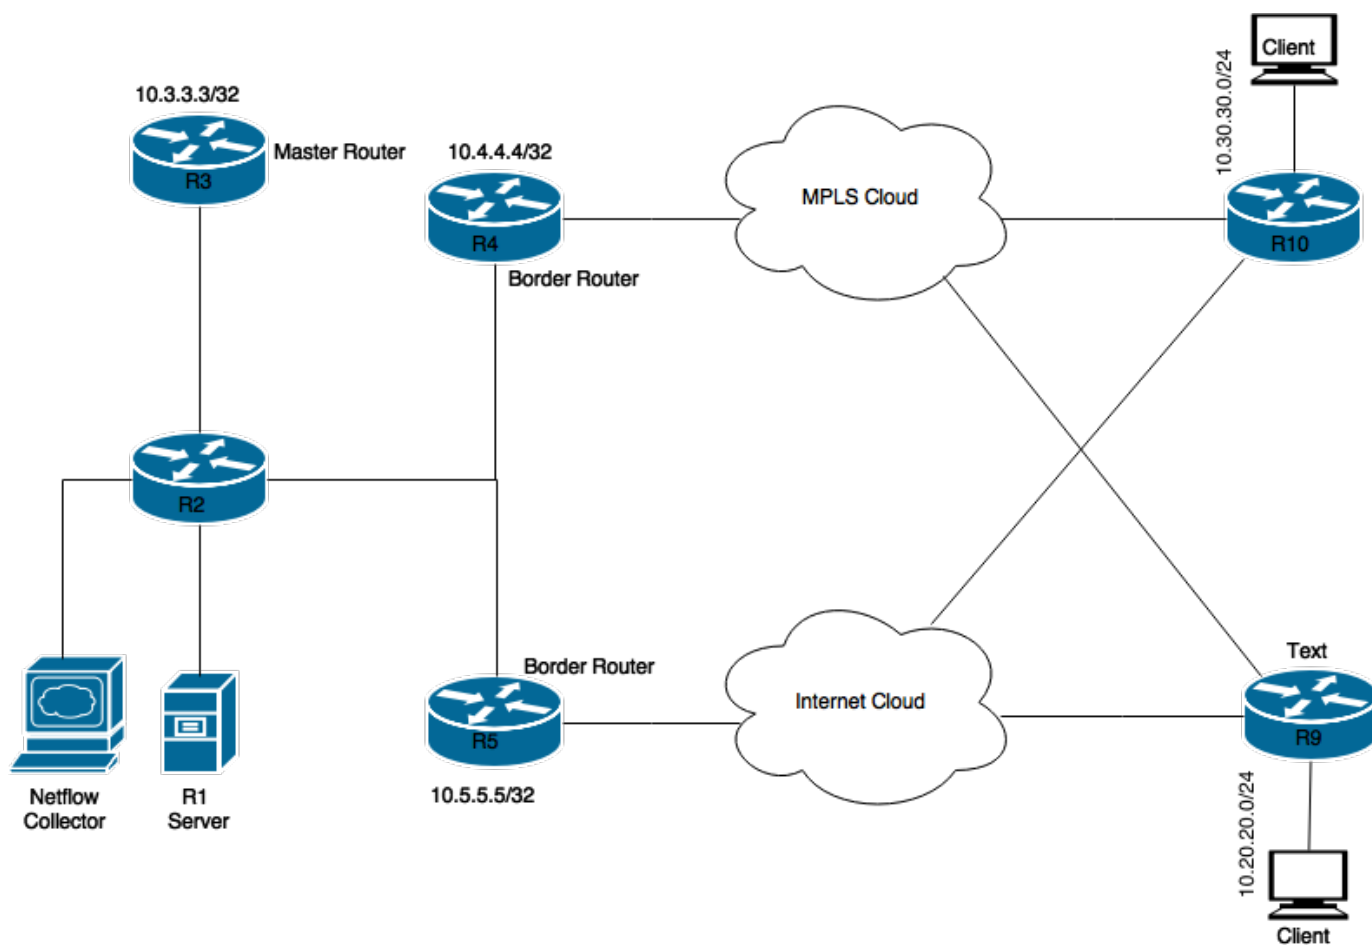 Client
10.30.30.0/24
10.3.3.3/32
Master Router
R3
10.4.4.4/32
R4
Border Router
MPLS Cloud
R10
R2
Border Router
R5
10.5.5.5/32
Internet Cloud
Text
R9
10.20.20.0/24
Netflow
Collector
R1
Server
Client